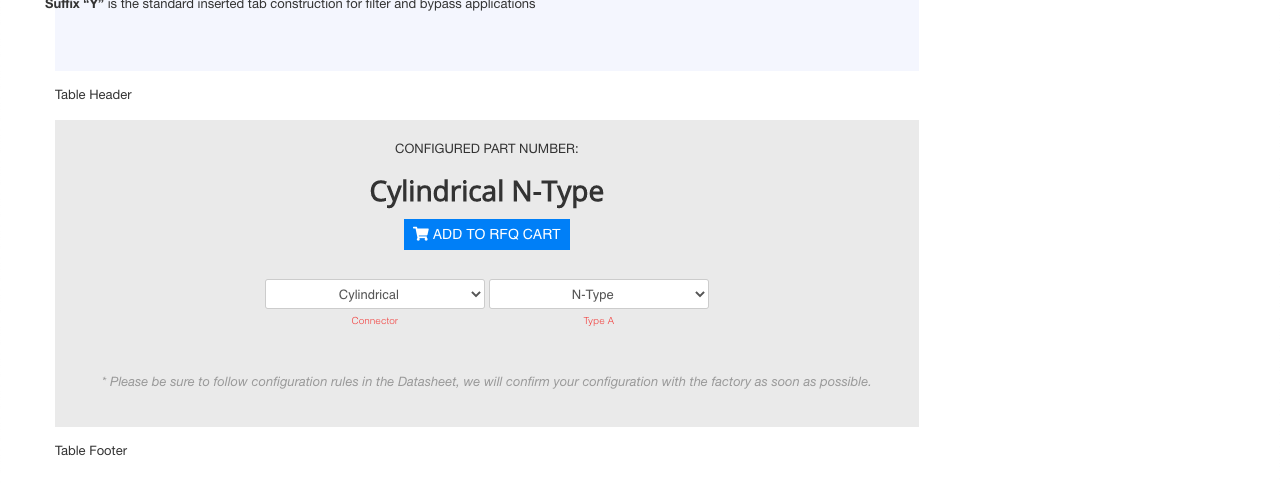 Suffix “Y” is the standard inserted tab construction for filter and bypass applications
Table Header
CONFIGURED PART NUMBER:
Cylindrical N-Type
ADD TO RFQ CART
Cylindrical N-Type
Connector Type A
* Please be sure to follow configuration rules in the Datasheet, we will confirm your configuration with the factory as soon as possible.
Table Footer